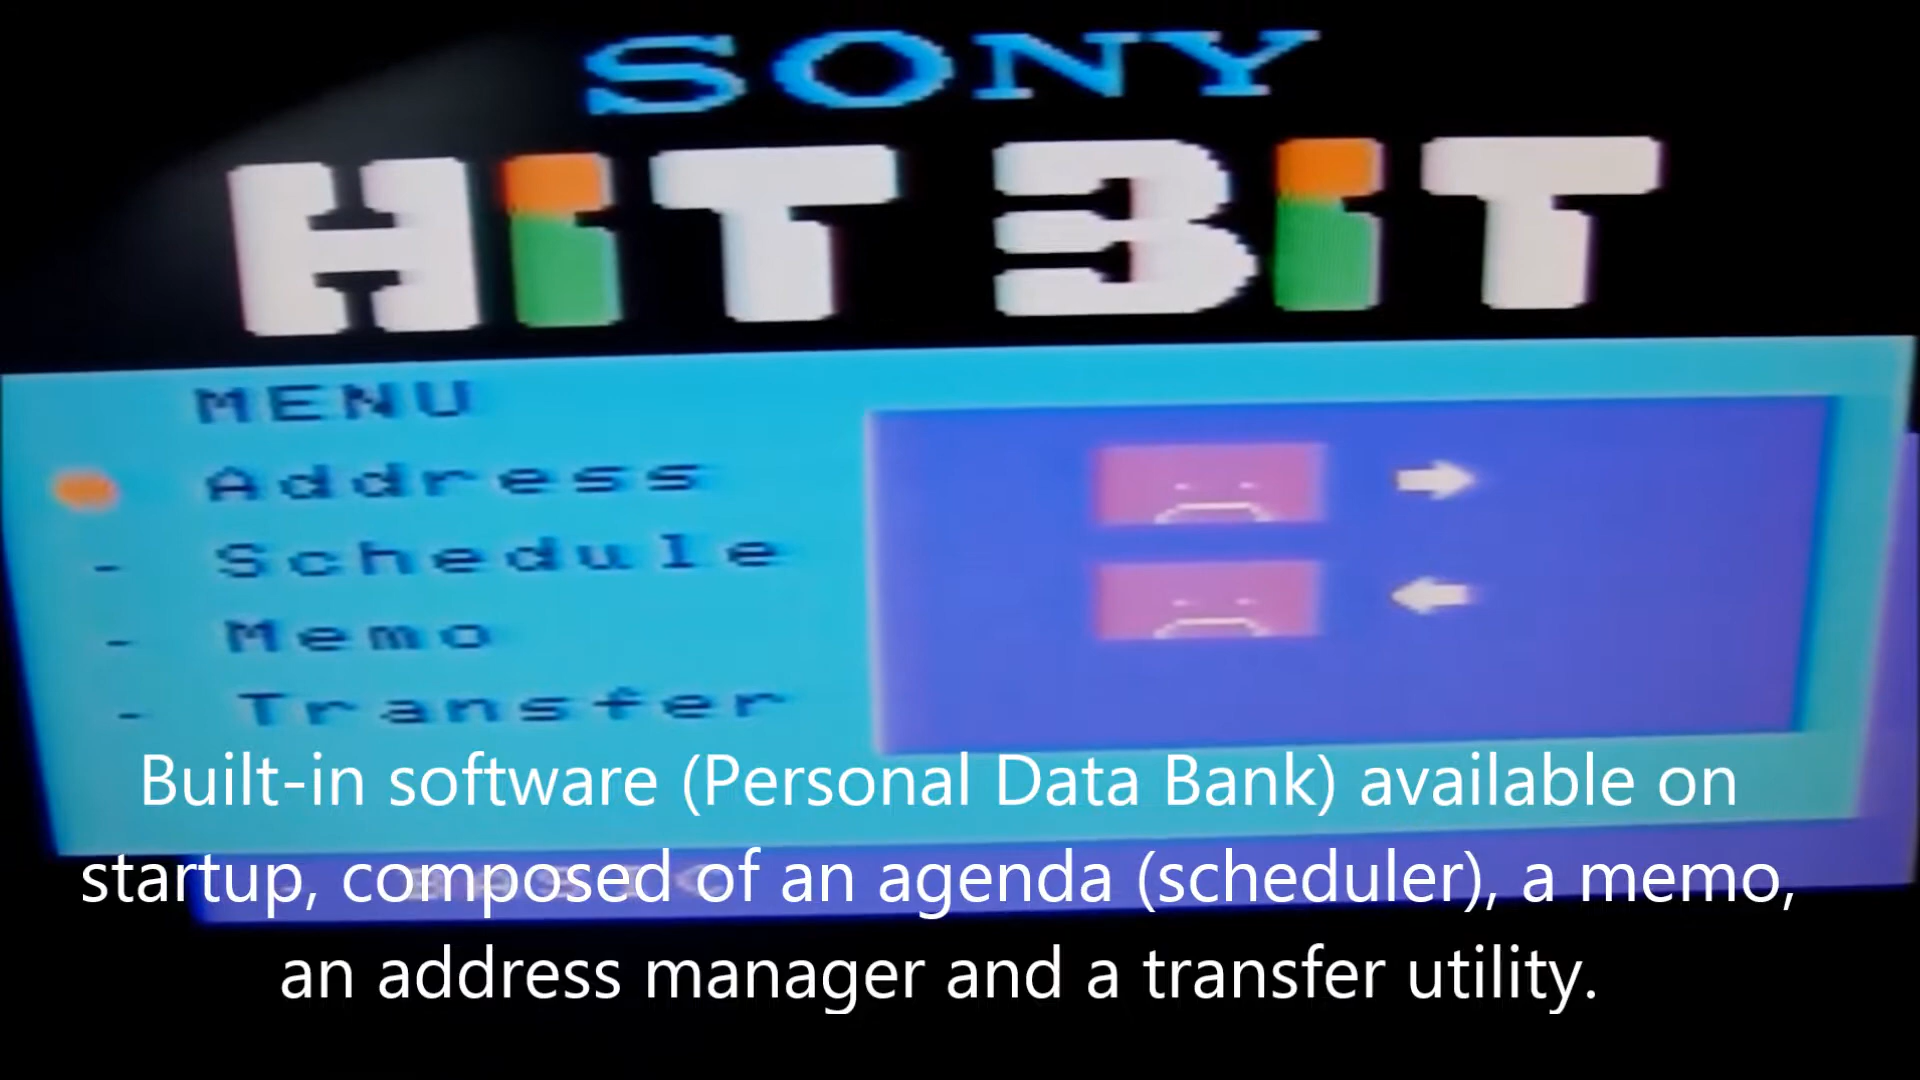 SONY
HiT BiT
MENU
Address
- Schedule
- Memo
- Transfer
Built-in software (Personal Data Bank) available on
startup, composed of an agenda (scheduler), a memo,
an address manager and a transfer utility.